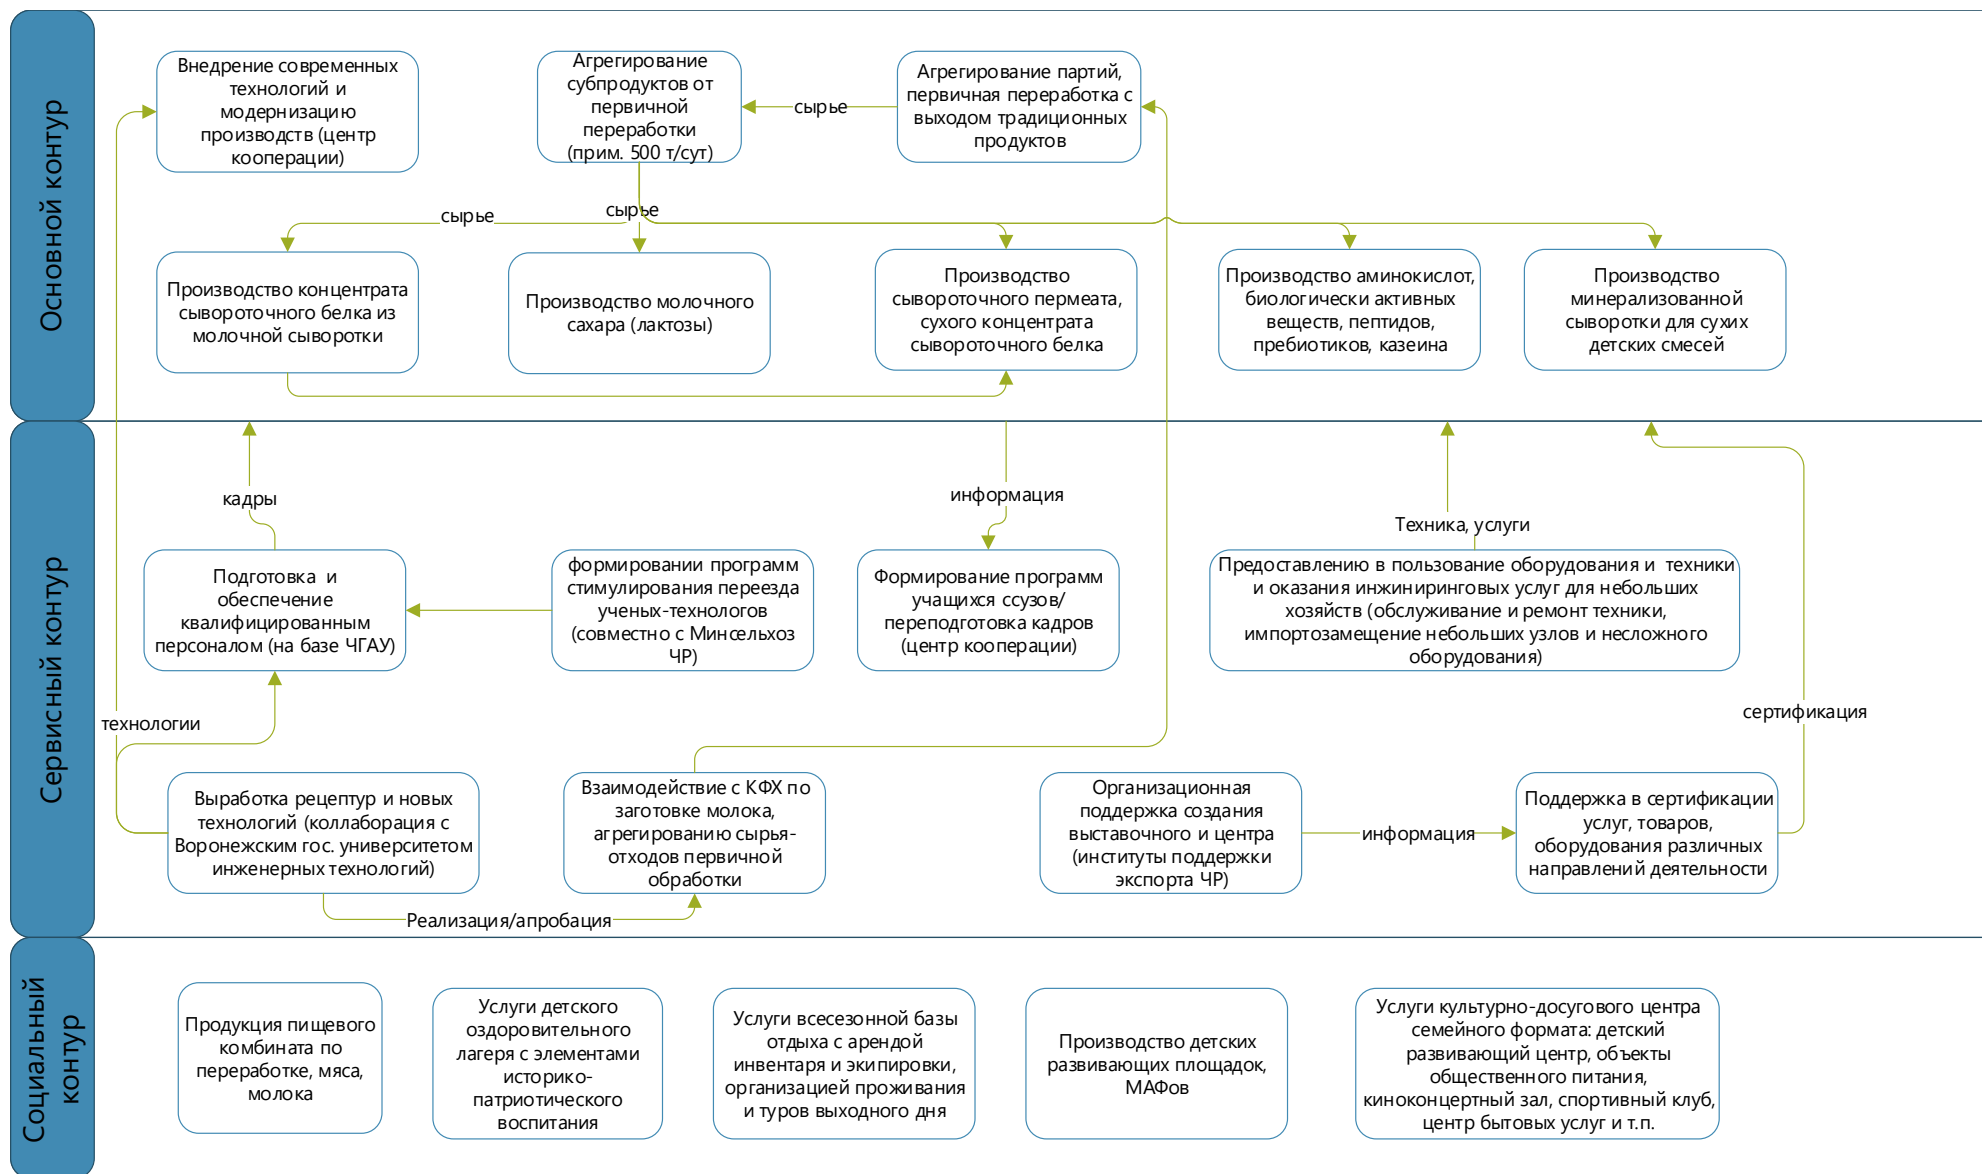 Основной контур
Внедрение современных
технологий и
модернизацию
производств (центр
кооперации)
Агрегирование
субпродуктов от
первичной
переработки
(прим. 500 т/сут)
сырье
Агрегирование партий,
первичная переработка с
выходом традиционных
продуктов
сырье
сырье
Производство концентрата
сывороточного белка из
молочной сыворотки
Производство молочного
сахара (лактозы)
Производство
сывороточного пермеата,
сухого концентрата
сывороточного белка
Производство аминокислот,
биологически активных
веществ, пептидов,
пребиотиков, казеина
Производство
минерализованной
сыворотки для сухих
детских смесей
Сервисный контур
кадры
информация
Техника, услуги
Подготовка и
обеспечение
квалифицированным
персоналом (на базе ЧГАУ)
формировании программ
стимулирования переезда
ученых-технологов
(совместно с Минсельхоз
ЧР)
Формирование программ
учащихся ссузов/
переподготовка кадров
(центр кооперации)
Предоставлению в пользование оборудования и техники
и оказания инжиниринговых услуг для небольших
хозяйств (обслуживание и ремонт техники,
импортозамещение небольших узлов и несложного
оборудования)
технологии
сертификация
Выработка рецептур и новых
технологий (коллаборация с
Воронежским гос. университетом
инженерных технологий)
Взаимодействие с КФХ по
заготовке молока,
агрегированию сырья-
отходов первичной
обработки
Организационная
поддержка создания
выставочного и центра
(институты поддержки
экспорта ЧР)
информация
Поддержка в сертификации
услуг, товаров,
оборудования различных
направлений деятельности
Реализация/апробация
Социальный
контур
Продукция пищевого
комбината по
переработке, мяса,
молока
Услуги детского
оздоровительного
лагеря с элементами
историко-
патриотического
воспитания
Услуги всесезонной базы
отдыха с арендой
инвентаря и экипировки,
организацией проживания
и туров выходного дня
Производство детских
развивающих площадок,
МАФов
Услуги культурно-досугового центра
семейного формата: детский
развивающий центр, объекты
общественного питания,
киноконцертный зал, спортивный клуб,
центр бытовых услуг и т.п.